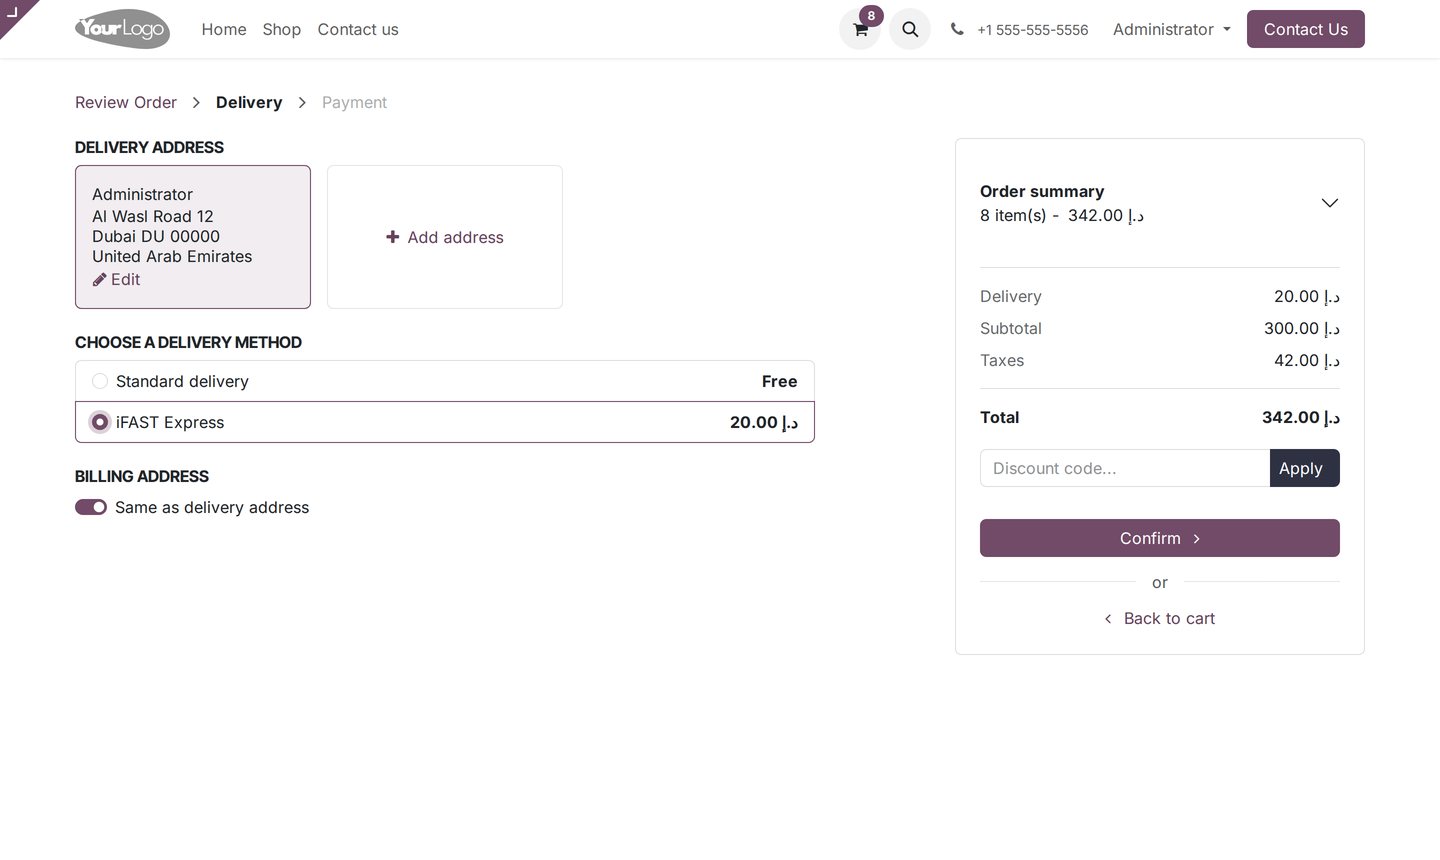 YourLogo
Home Shop Contact us
8
+1 555-555-5556
Administrator
Contact Us
Review Order > Delivery > Payment
DELIVERY ADDRESS
Administrator
Al Wasl Road 12
Dubai DU 00000
United Arab Emirates
Edit
Add address
CHOOSE A DELIVERY METHOD
Standard delivery Free
iFAST Express 20.00 د.إ
BILLING ADDRESS
Same as delivery address
Order summary
8 item(s) - 342.00 د.إ
Delivery 20.00 د.إ
Subtotal 300.00 د.إ
Taxes 42.00 د.إ
Total 342.00 د.إ
Discount code... Apply
Confirm >
or
< Back to cart